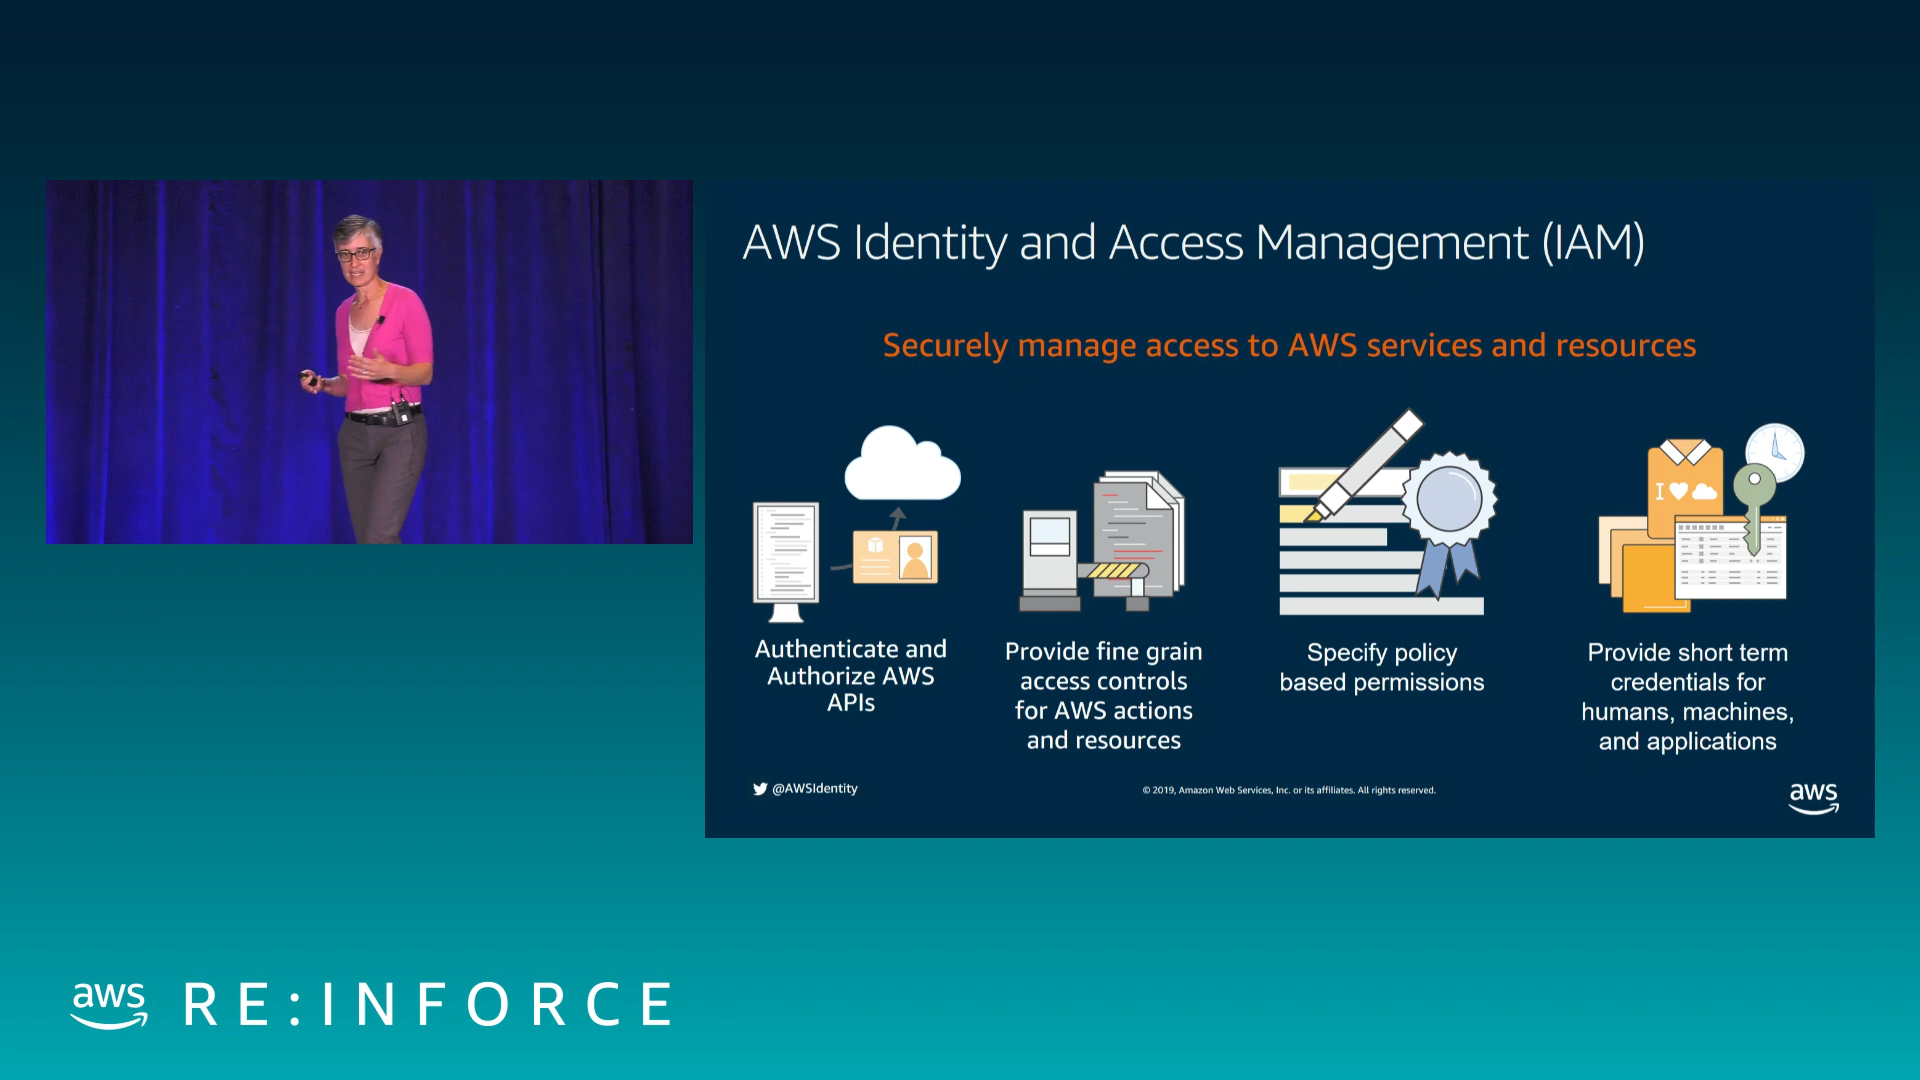 AWS Identity and Access Management (IAM)
Securely manage access to AWS services and resources
I
Authenticate and
Authorize AWS
APIs
Provide fine grain
access controls
for AWS actions
and resources
Specify policy
based permissions
Provide short term
credentials for
humans, machines,
and applications
@AWSIdentity
© 2019, Amazon Web Services, Inc. or its affiliates. All rights reserved.
aws
aws RE:INFORCE